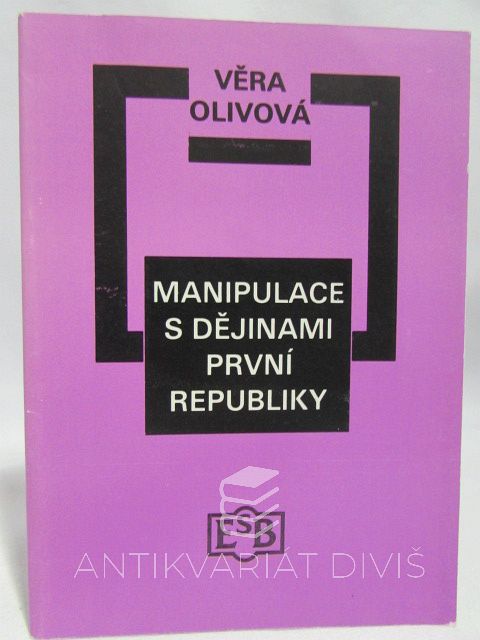 VĚRA
OLIVOVÁ
MANIPULACE
S DĚJINAMI
PRVNÍ
REPUBLIKY
ESB
ANTIKVARIÁT DIVIŠ